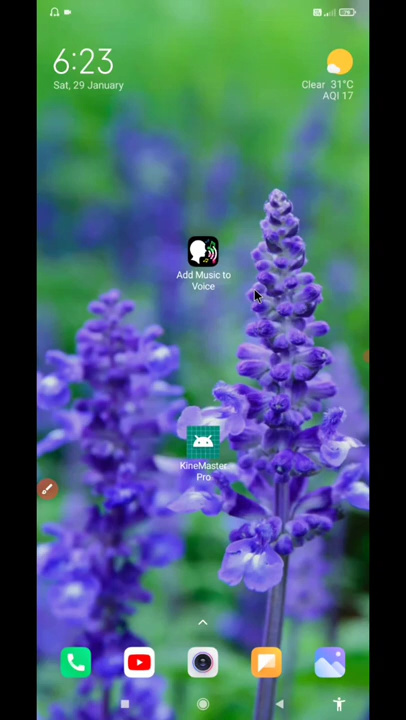 6:23
Sat, 29 January
Clear 31°C
AQI 17
Add Music to
Voice
KineMaster
Pro